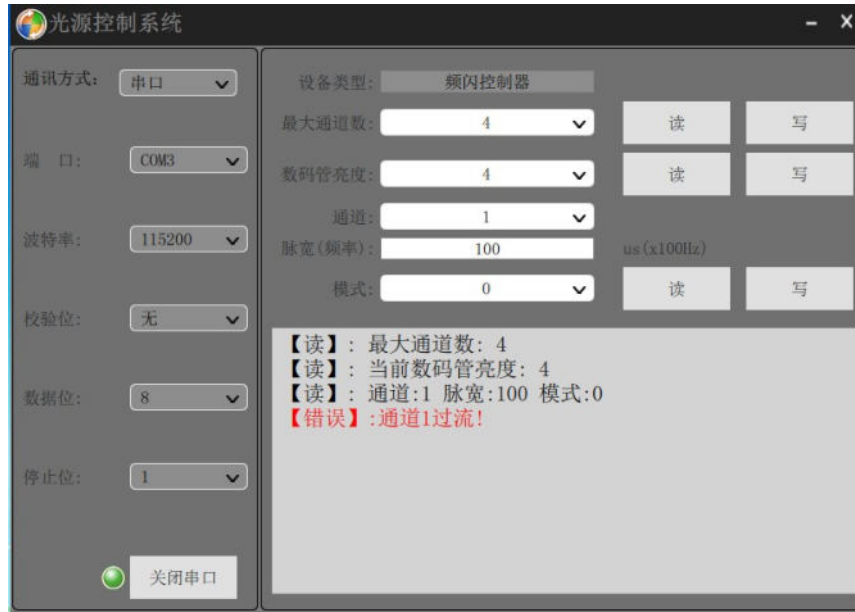 光源控制系统
通讯方式: 串口
端 口: COM3
波特率: 115200
校验位: 无
数据位: 8
停止位: 1
关闭串口
设备类型: 频闪控制器
最大通道数: 4 读 写
数码管亮度: 4 读 写
通道: 1
脉宽(频率): 100 us(x100Hz)
模式: 0 读 写
【读】: 最大通道数: 4
【读】: 当前数码管亮度: 4
【读】: 通道:1 脉宽:100 模式:0
【错误】:通道1过流!